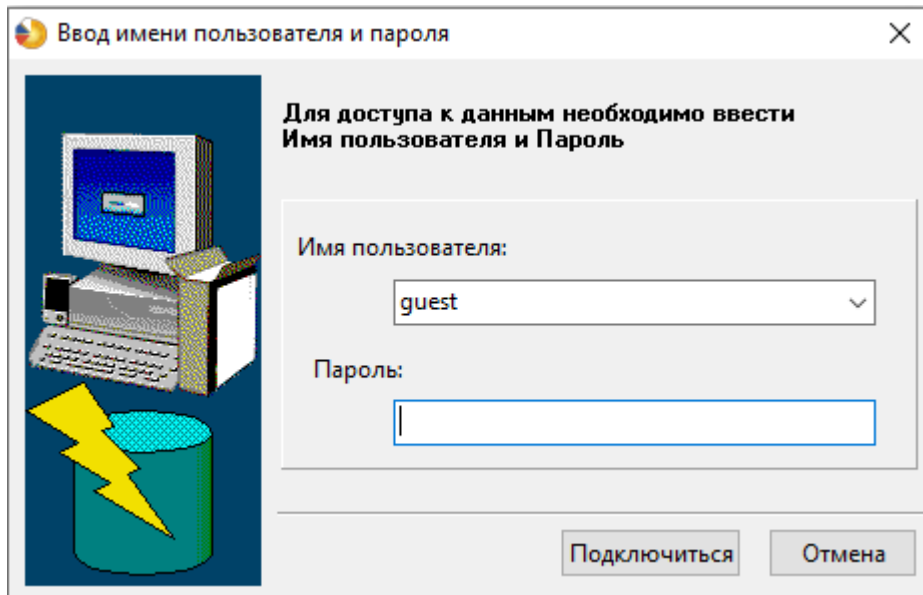 Ввод имени пользователя и пароля
Для доступа к данным необходимо ввести
Имя пользователя и Пароль
Имя пользователя:
guest
Пароль:
Подключиться
Отмена